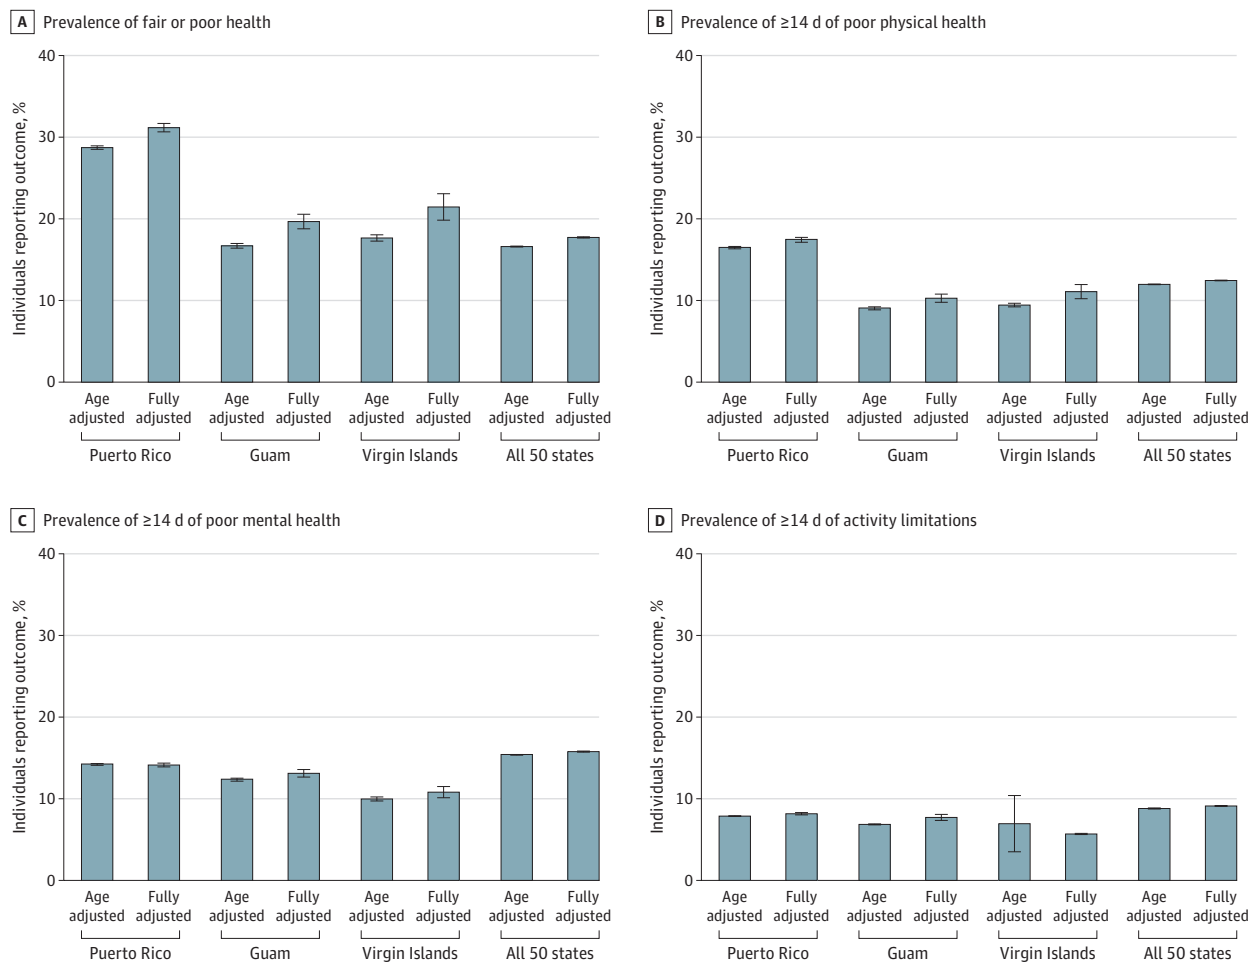 A Prevalence of fair or poor health
Individuals reporting outcome, %
40
30
20
10
0
Age adjusted
Fully adjusted
Age adjusted
Fully adjusted
Age adjusted
Fully adjusted
Age adjusted
Fully adjusted
Puerto Rico
Guam
Virgin Islands
All 50 states
B Prevalence of ≥14 d of poor physical health
Individuals reporting outcome, %
40
30
20
10
0
Age adjusted
Fully adjusted
Age adjusted
Fully adjusted
Age adjusted
Fully adjusted
Age adjusted
Fully adjusted
Puerto Rico
Guam
Virgin Islands
All 50 states
C Prevalence of ≥14 d of poor mental health
Individuals reporting outcome, %
40
30
20
10
0
Age adjusted
Fully adjusted
Age adjusted
Fully adjusted
Age adjusted
Fully adjusted
Age adjusted
Fully adjusted
Puerto Rico
Guam
Virgin Islands
All 50 states
D Prevalence of ≥14 d of activity limitations
Individuals reporting outcome, %
40
30
20
10
0
Age adjusted
Fully adjusted
Age adjusted
Fully adjusted
Age adjusted
Fully adjusted
Age adjusted
Fully adjusted
Puerto Rico
Guam
Virgin Islands
All 50 states